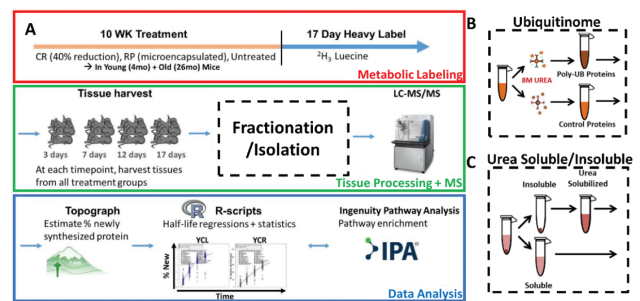 A
10 WK Treatment
17 Day Heavy Label
CR (40% reduction), RP (microencapsulated), Untreated
→ In Young (4mo) + Old (26mo) Mice
²H₃ Luecine
Metabolic Labeling
Tissue harvest
LC-MS/MS
3 days 7 days 12 days 17 days
Fractionation
/Isolation
At each timepoint, harvest tissues
from all treatment groups
Tissue Processing + MS
Topograph
Estimate % newly
synthesized protein
R
R-scripts
Half-life regressions + statistics
YCL YCR
% New
Time
Ingenuity Pathway Analysis
Pathway enrichment
IPA
Data Analysis
B
Ubiquitinome
8M UREA
Poly-UB Proteins
Control Proteins
C
Urea Soluble/Insoluble
Insoluble
Urea
Solubilized
Soluble